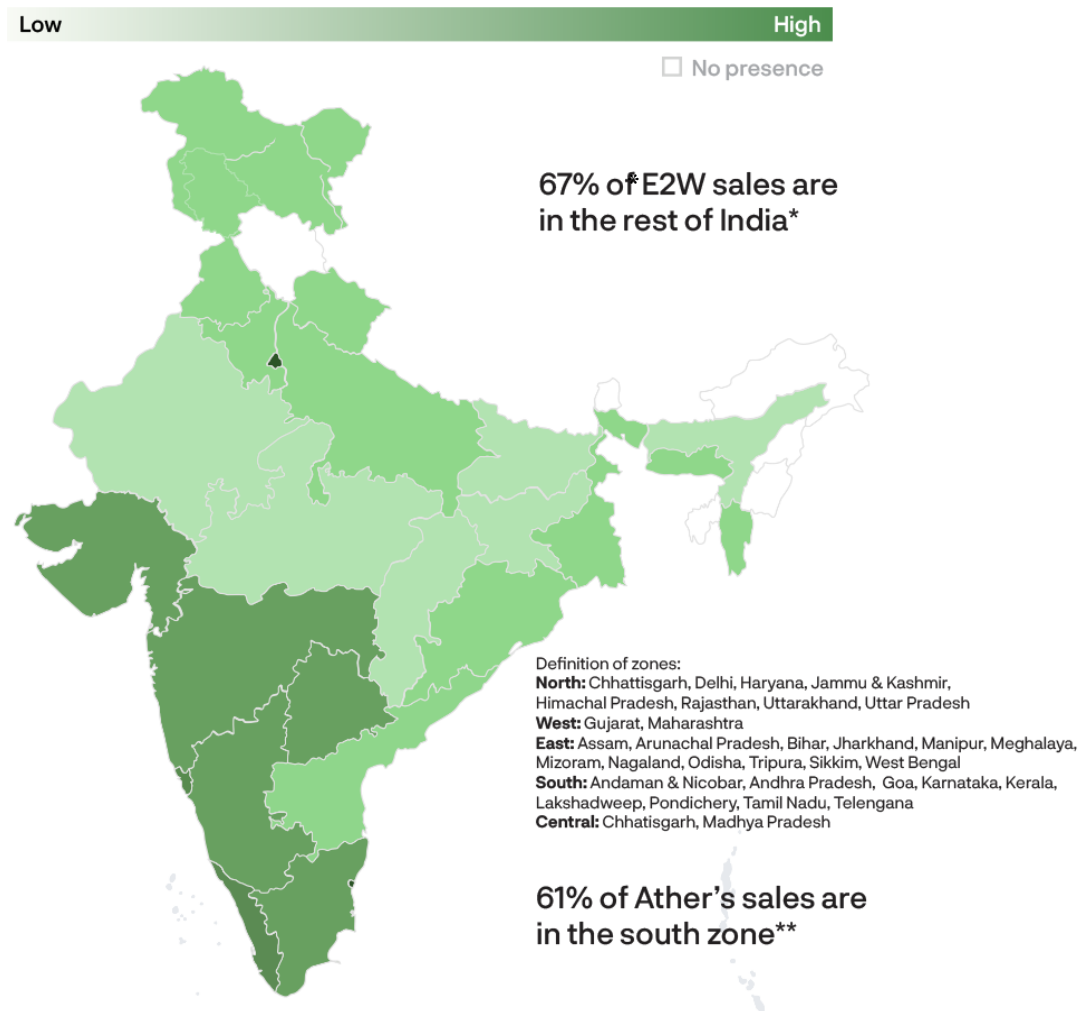 Low
High
No presence
67% of* E2W sales are
in the rest of India*
Definition of zones:
North: Chhattisgarh, Delhi, Haryana, Jammu & Kashmir,
Himachal Pradesh, Rajasthan, Uttarakhand, Uttar Pradesh
West: Gujarat, Maharashtra
East: Assam, Arunachal Pradesh, Bihar, Jharkhand, Manipur, Meghalaya,
Mizoram, Nagaland, Odisha, Tripura, Sikkim, West Bengal
South: Andaman & Nicobar, Andhra Pradesh, Goa, Karnataka, Kerala,
Lakshadweep, Pondichery, Tamil Nadu, Telengana
Central: Chhatisgarh, Madhya Pradesh
61% of Ather's sales are
in the south zone**